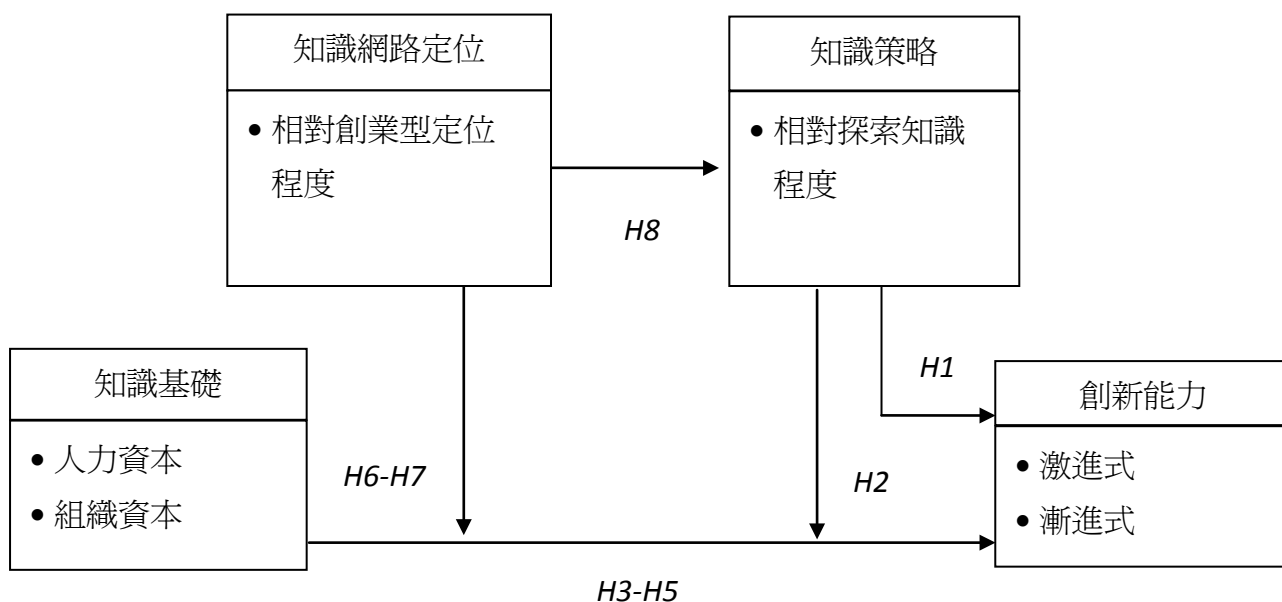 知識網路定位
• 相對創業型定位
程度
知識策略
• 相對探索知識
程度
H8
知識基礎
• 人力資本
• 組織資本
H6-H7
H1
H2
創新能力
• 激進式
• 漸進式
H3-H5